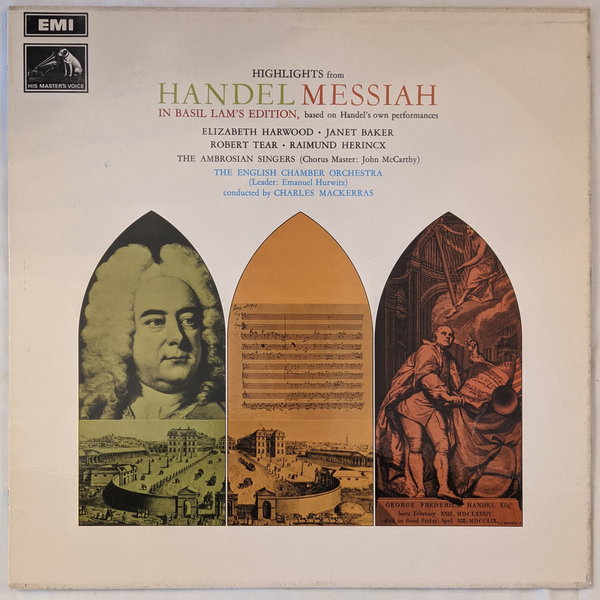 EMI
HIS MASTER'S VOICE
HIGHLIGHTS from
HANDEL MESSIAH
IN BASIL LAM'S EDITION, based on Handel's own performances
ELIZABETH HARWOOD · JANET BAKER
ROBERT TEAR · RAIMUND HERINCX
THE AMBROSIAN SINGERS (Chorus Master: John McCarthy)
THE ENGLISH CHAMBER ORCHESTRA
(Leader: Emanuel Hurwitz)
conducted by CHARLES MACKERRAS
GEORGE FREDERICK HANDEL Esq.
born February XXIII, MDCLXXXIV.
died on Good Friday, April XIII, MDCCLIX.